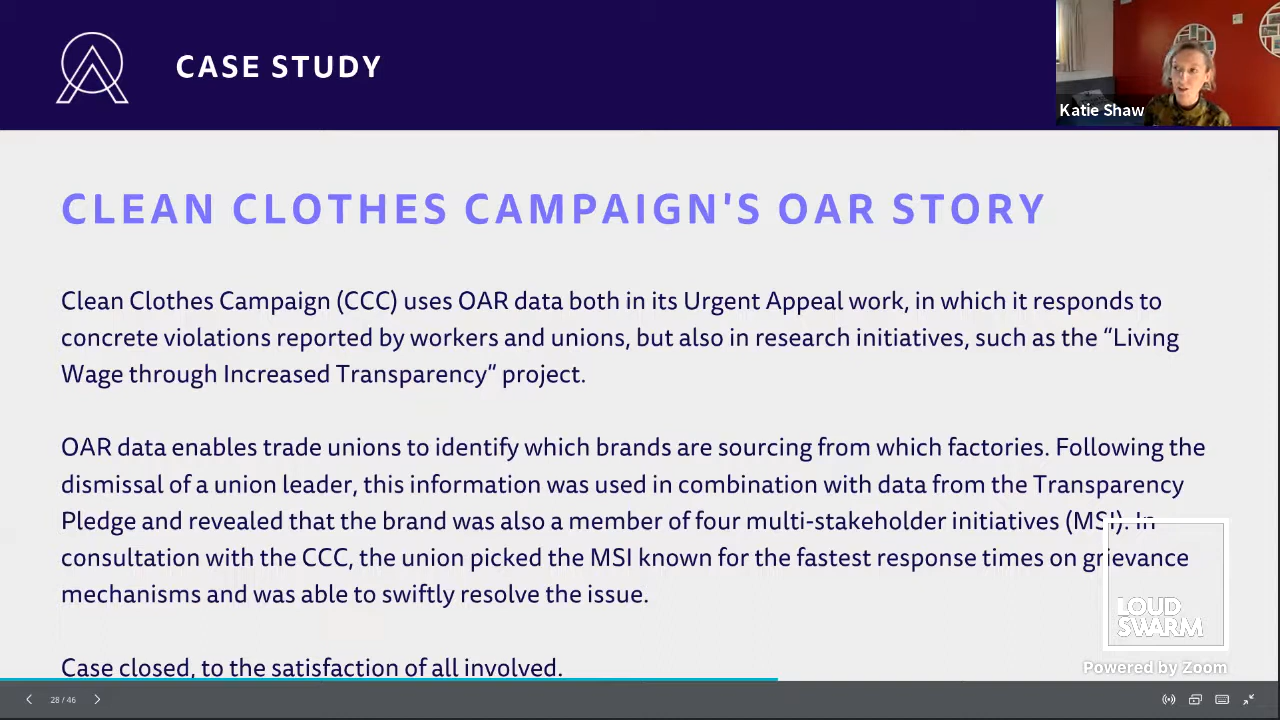 CASE STUDY
Katie Shaw
CLEAN CLOTHES CAMPAIGN'S OAR STORY
Clean Clothes Campaign (CCC) uses OAR data both in its Urgent Appeal work, in which it responds to
concrete violations reported by workers and unions, but also in research initiatives, such as the “Living
Wage through Increased Transparency” project.
OAR data enables trade unions to identify which brands are sourcing from which factories. Following the
dismissal of a union leader, this information was used in combination with data from the Transparency
Pledge and revealed that the brand was also a member of four multi-stakeholder initiatives (MSI). In
consultation with the CCC, the union picked the MSI known for the fastest response times on grievance
mechanisms and was able to swiftly resolve the issue.
Case closed, to the satisfaction of all involved.
LOUD
SWARM
Powered by Zoom
28 / 46